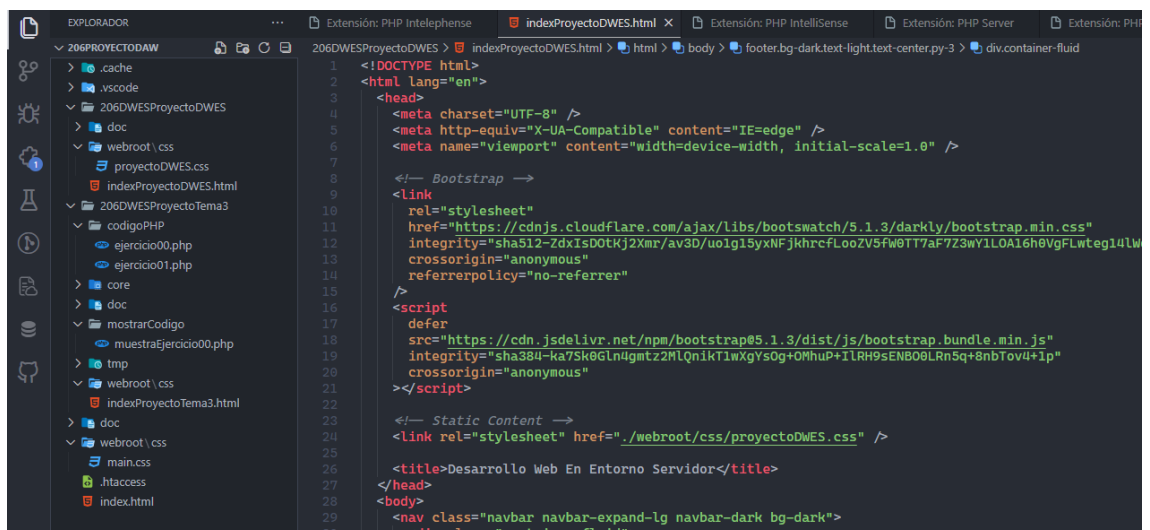 EXPLORADOR ...
206PROYECTODAW
.cache
.vscode
206DWESProyectoDWES
doc
webroot\css
proyectoDWES.css
indexProyectoDWES.html
206DWESProyectoTema3
codigoPHP
ejercicio00.php
ejercicio01.php
core
doc
mostrarCodigo
muestraEjercicio00.php
tmp
webroot\css
indexProyectoTema3.html
doc
webroot\css
main.css
.htaccess
index.html
1
Extensión: PHP Intelephense indexProyectoDWES.html × Extensión: PHP IntelliSense Extensión: PHP Server Extensión: PH
206DWESProyectoDWES > indexProyectoDWES.html > html > body > footer.bg-dark.text-light.text-center.py-3 > div.container-fluid
1 <!DOCTYPE html>
2 <html lang="en">
3 <head>
4 <meta charset="UTF-8" />
5 <meta http-equiv="X-UA-Compatible" content="IE=edge" />
6 <meta name="viewport" content="width=device-width, initial-scale=1.0" />
7
8 <!-- Bootstrap -->
9 <link
10 rel="stylesheet"
11 href="https://cdnjs.cloudflare.com/ajax/libs/bootswatch/5.1.3/darkly/bootstrap.min.css"
12 integrity="sha512-ZdxIsDOtKj2Xmr/av3D/uo1g15yxNFjkhrcfLooZV5fW0TT7aF7Z3wY1LOA16h0VgFLwteg14lW
13 crossorigin="anonymous"
14 referrerpolicy="no-referrer"
15 />
16 <script
17 defer
18 src="https://cdn.jsdelivr.net/npm/bootstrap@5.1.3/dist/js/bootstrap.bundle.min.js"
19 integrity="sha384-ka7Sk0Gln4gmtz2MlQnikT1wXgYsOg+OMhuP+IlRH9sENBO0LRn5q+8nbTov4+1p"
20 crossorigin="anonymous"
21 ></script>
22
23 <!-- Static Content -->
24 <link rel="stylesheet" href="./webroot/css/proyectoDWES.css" />
25
26 <title>Desarrollo Web En Entorno Servidor</title>
27 </head>
28 <body>
29 <nav class="navbar navbar-expand-lg navbar-dark bg-dark">